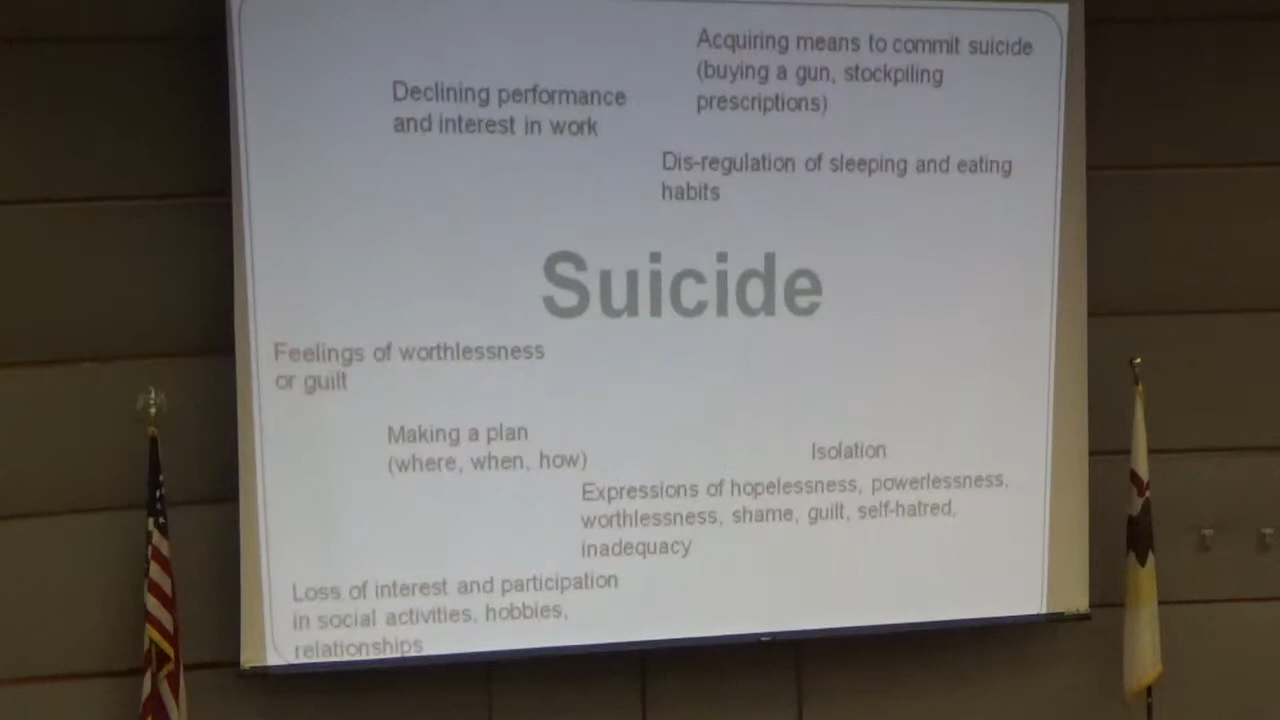 Acquiring means to commit suicide
(buying a gun, stockpiling
prescriptions)
Declining performance
and interest in work
Dis-regulation of sleeping and eating
habits
Suicide
Feelings of worthlessness
or guilt
Making a plan
(where, when, how)
Isolation
Expressions of hopelessness, powerlessness,
worthlessness, shame, guilt, self-hatred,
inadequacy
Loss of interest and participation
in social activities, hobbies,
relationships